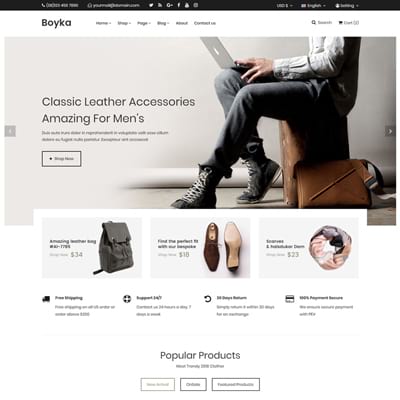 (08)123 456 7890 yourmail@domain.com USD $ English Setting
Boyka Home Shop Page Blog About Contact us Search Cart (2)
Classic Leather Accessories
Amazing For Men's
Duis aute irure dolor in reprehenderit in voluptate velit esse cillum
dolore eu fugiat nulla pariatur. Excepteur sint occaecat
Shop Now
Amazing leather bag
#AI-7785
Shop Now $34
Find the perfect fit
with our bespoke
Shop Now $18
Scarves
& hatsdukar Dam
Shop Now $23
Free Shipping
Free shipping on all US order or
order above $200
Support 24/7
Contact us 24 hours a day, 7
days a week
30 Days Return
Simply return it within 30 days
for an exchange
100% Payment Secure
We ensure secure payment
with PEV
Popular Products
Most Trendy 2018 Clother
New Arrival OnSale Featured Products